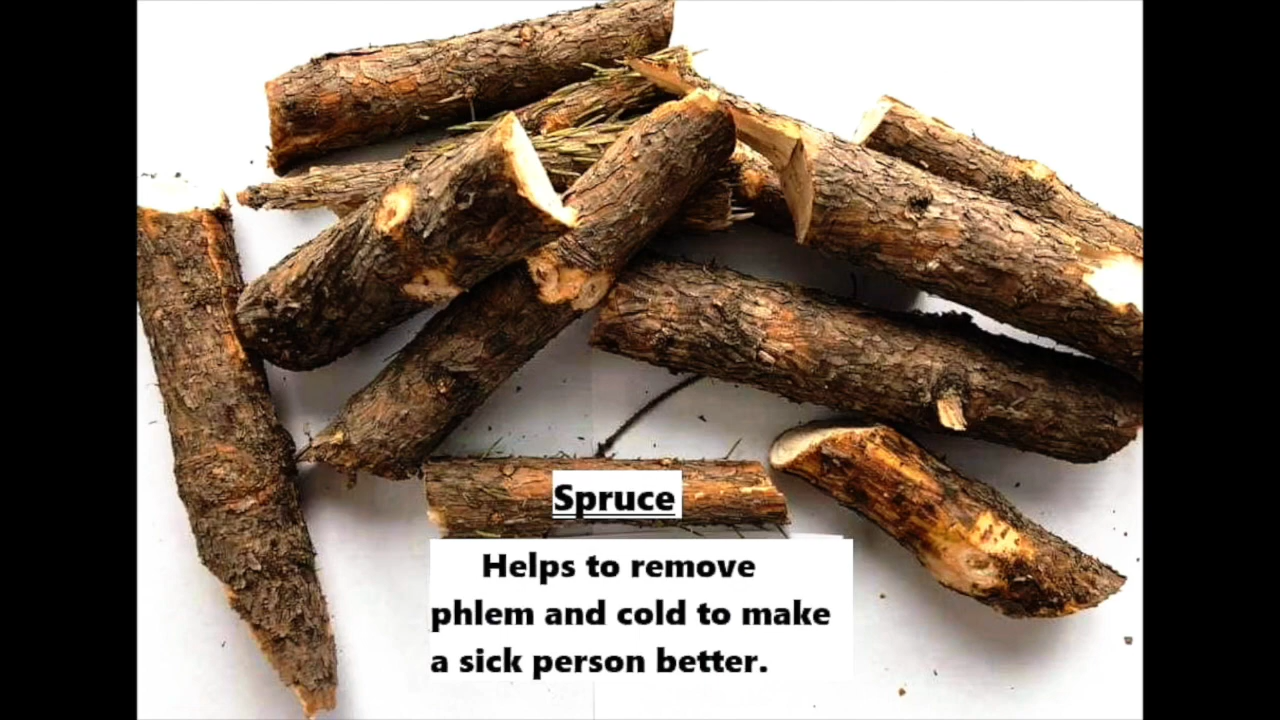 Spruce
Helps to remove
phlem and cold to make
a sick person better.